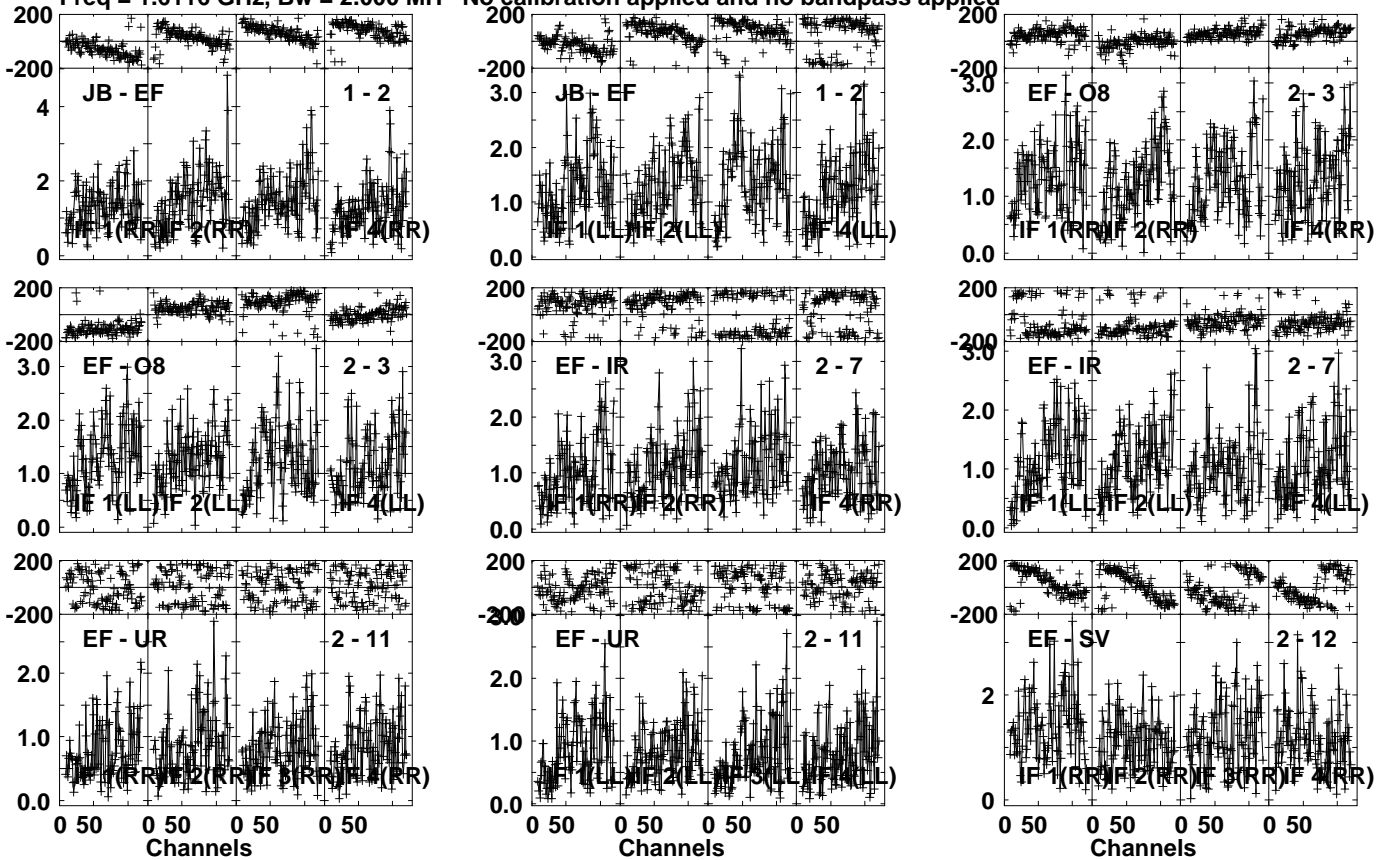 No calibration applied and no bandpass applied
200 200 200
-200 -200 -200
JB - EF 1 - 2 JB - EF 1 - 2 EF - O8 2 - 3
4 3.0 3.0
2 2.0 2.0
1.0 1.0
0 0.0 0.0
IF 1(RR) IF 2(RR) IF 4(RR) IF 1(LL) IF 2(LL) IF 4(LL) IF 1(RR) IF 2(RR) IF 4(RR)
200 200 200
-200 -200 -200
EF - O8 2 - 3 EF - IR 2 - 7 EF - IR 2 - 7
3.0 3.0 3.0
2.0 2.0 2.0
1.0 1.0 1.0
0.0 0.0 0.0
IF 1(LL) IF 2(LL) IF 4(LL) IF 1(RR) IF 2(RR) IF 4(RR) IF 1(LL) IF 2(LL) IF 4(LL)
200 200 200
-200 -200 -200
3.0
EF - UR 2 - 11 EF - UR 2 - 11 EF - SV 2 - 12
2.0 2.0 2
1.0 1.0
0.0 0.0 0
IF 1(RR) IF 2(RR) IF 3(RR) IF 4(RR) IF 1(LL) IF 2(LL) IF 3(LL) IF 4(LL) IF 1(RR) IF 2(RR) IF 3(RR) IF 4(RR)
0 50 0 50 0 50 0 50 0 50 0 50 0 50 0 50 0 50 0 50 0 50 0 50
Channels Channels Channels